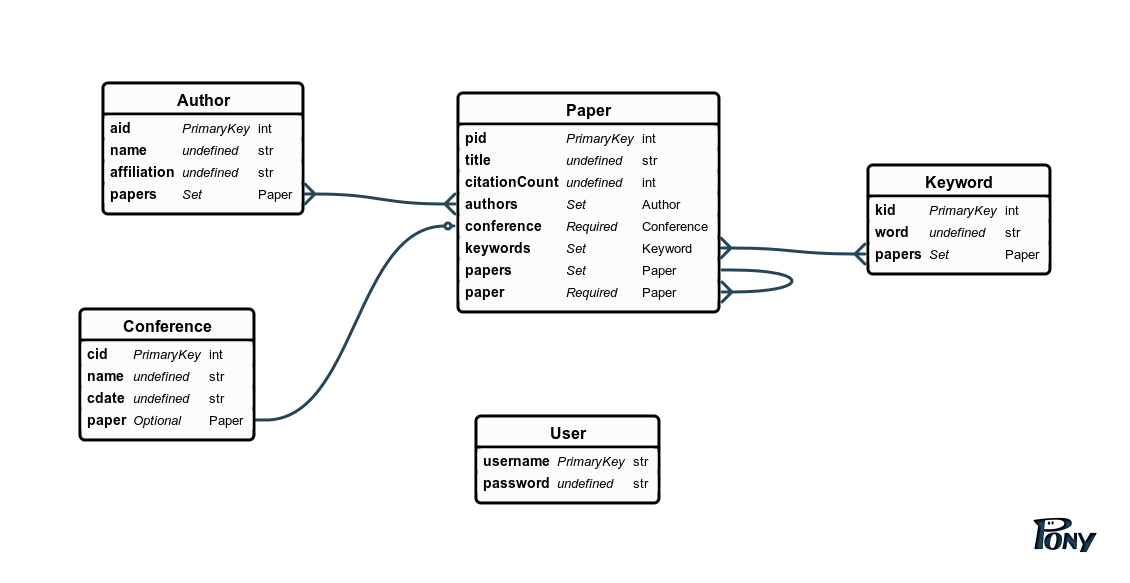 Author
aid PrimaryKey int
name undefined str
affiliation undefined str
papers Set Paper
Paper
pid PrimaryKey int
title undefined str
citationCount undefined int
authors Set Author
conference Required Conference
keywords Set Keyword
papers Set Paper
paper Required Paper
Keyword
kid PrimaryKey int
word undefined str
papers Set Paper
Conference
cid PrimaryKey int
name undefined str
cdate undefined str
paper Optional Paper
User
username PrimaryKey str
password undefined str
PONY